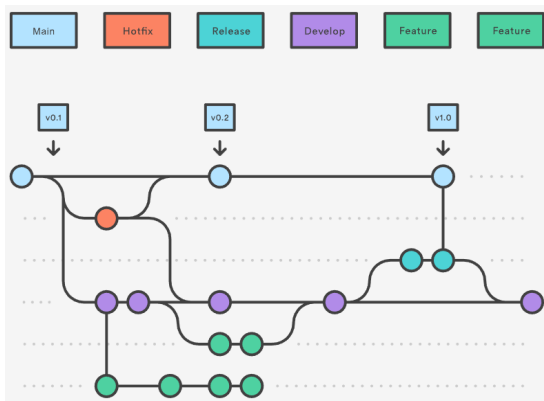 Main
Hotfix
Release
Develop
Feature
Feature
v0.1
v0.2
v1.0